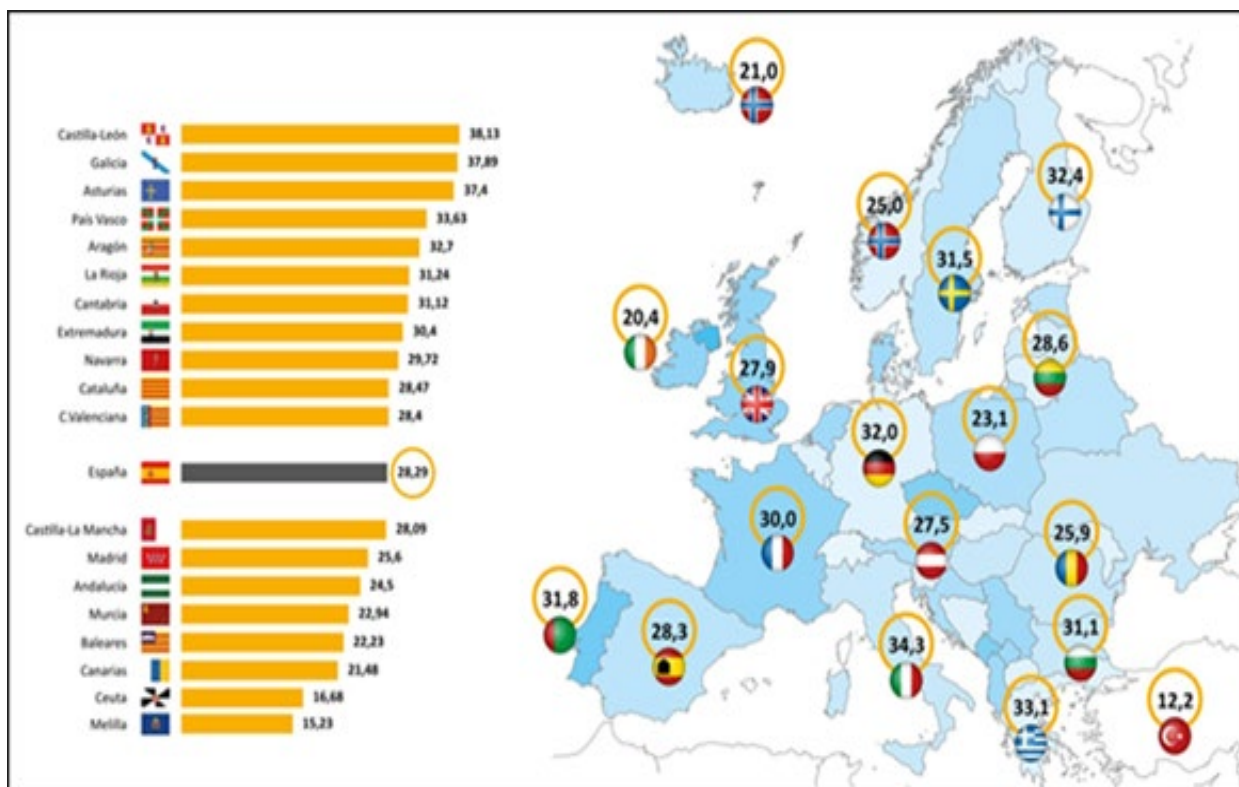 Castilla-León 38,13
Galicia 37,89
Asturias 37,4
País Vasco 33,63
Aragón 32,7
La Rioja 31,24
Cantabria 31,12
Extremadura 30,4
Navarra 29,72
Cataluña 28,47
C.Valenciana 28,4
España 28,29
Castilla-La Mancha 28,09
Madrid 25,6
Andalucía 24,5
Murcia 22,94
Baleares 22,23
Canarias 21,48
Ceuta 16,68
Melilla 15,23
21,0
32,4
25,0
31,5
20,4
28,6
27,9
23,1
32,0
30,0
27,5
25,9
31,8
28,3
34,3
31,1
33,1
12,2